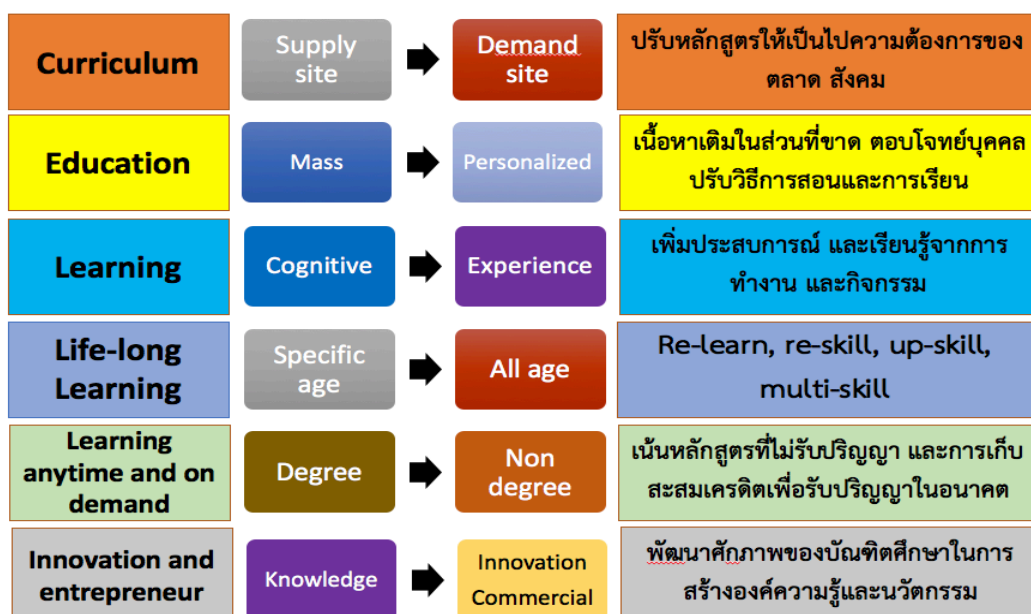 Curriculum
Supply
site
Demand
site
ปรับหลักสูตรให้เป็นไปความต้องการของ
ตลาด สังคม
Education
Mass
Personalized
เนื้อหาเติมในส่วนที่ขาด ตอบโจทย์บุคคล
ปรับวิธีการสอนและการเรียน
Learning
Cognitive
Experience
เพิ่มประสบการณ์ และเรียนรู้จากการ
ทำงาน และกิจกรรม
Life-long
Learning
Specific
age
All age
Re-learn, re-skill, up-skill,
multi-skill
Learning
anytime and on
demand
Degree
Non
degree
เน้นหลักสูตรที่ไม่รับปริญญา และการเก็บ
สะสมเครดิตเพื่อรับปริญญาในอนาคต
Innovation and
entrepreneur
Knowledge
Innovation
Commercial
พัฒนาศักภาพของบัณฑิตศึกษาในการ
สร้างองค์ความรู้และนวัตกรรม